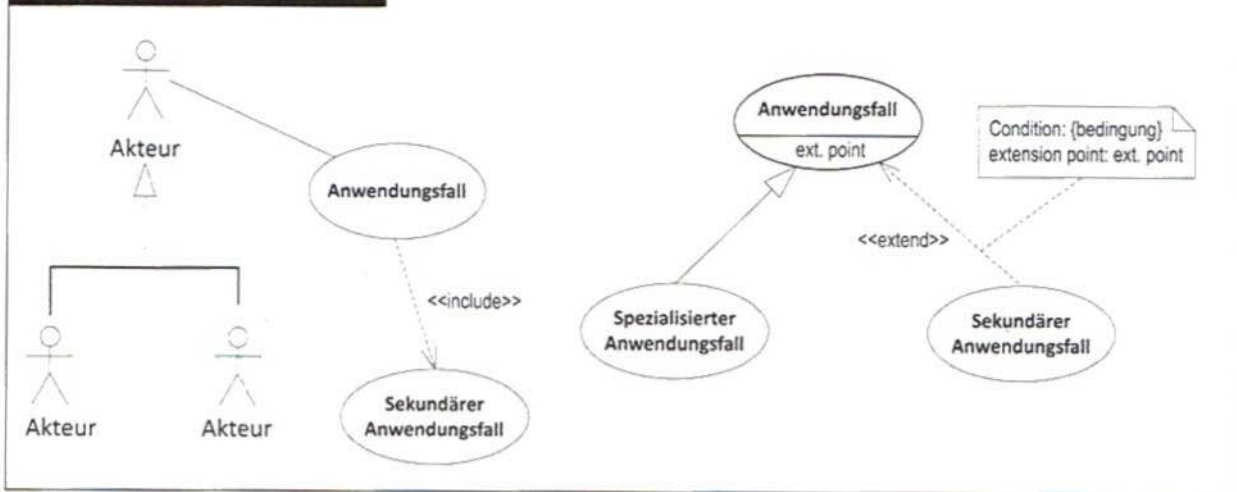 Akteur
Anwendungsfall
<<include>>
Sekundärer
Anwendungsfall
Akteur
Akteur
Anwendungsfall
ext. point
Condition: {bedingung}
extension point: ext. point
<<extend>>
Spezialisierter
Anwendungsfall
Sekundärer
Anwendungsfall